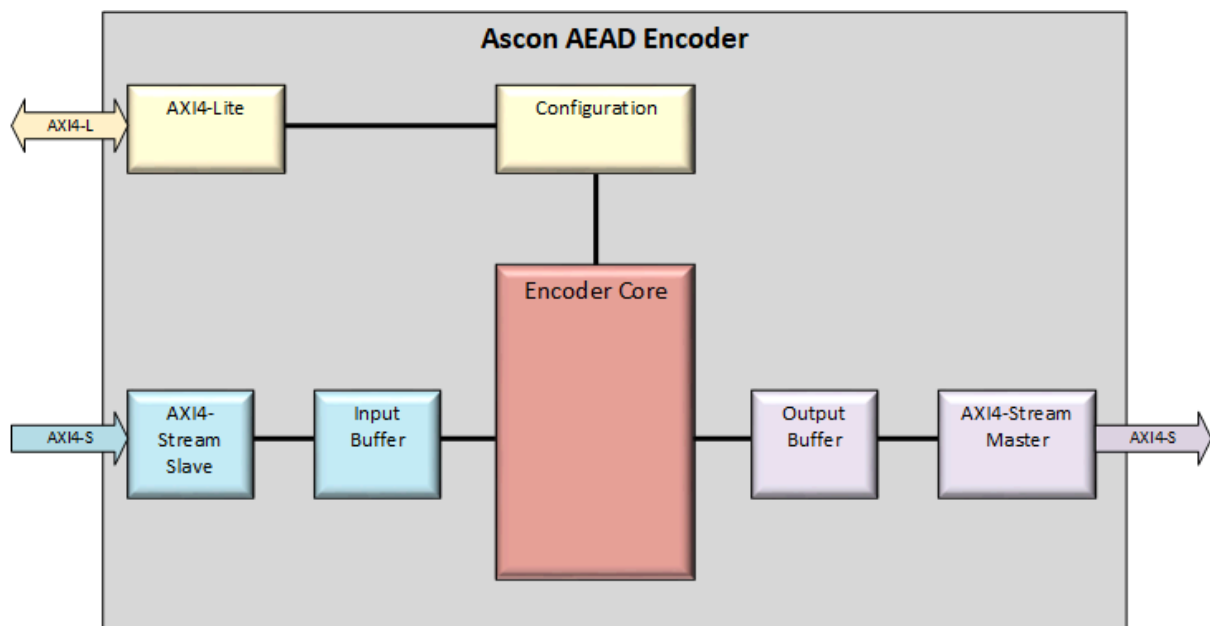 Ascon AEAD Encoder
AXI4-L
AXI4-Lite
Configuration
Encoder Core
AXI4-S
AXI4-
Stream
Slave
Input
Buffer
Output
Buffer
AXI4-Stream
Master
AXI4-S